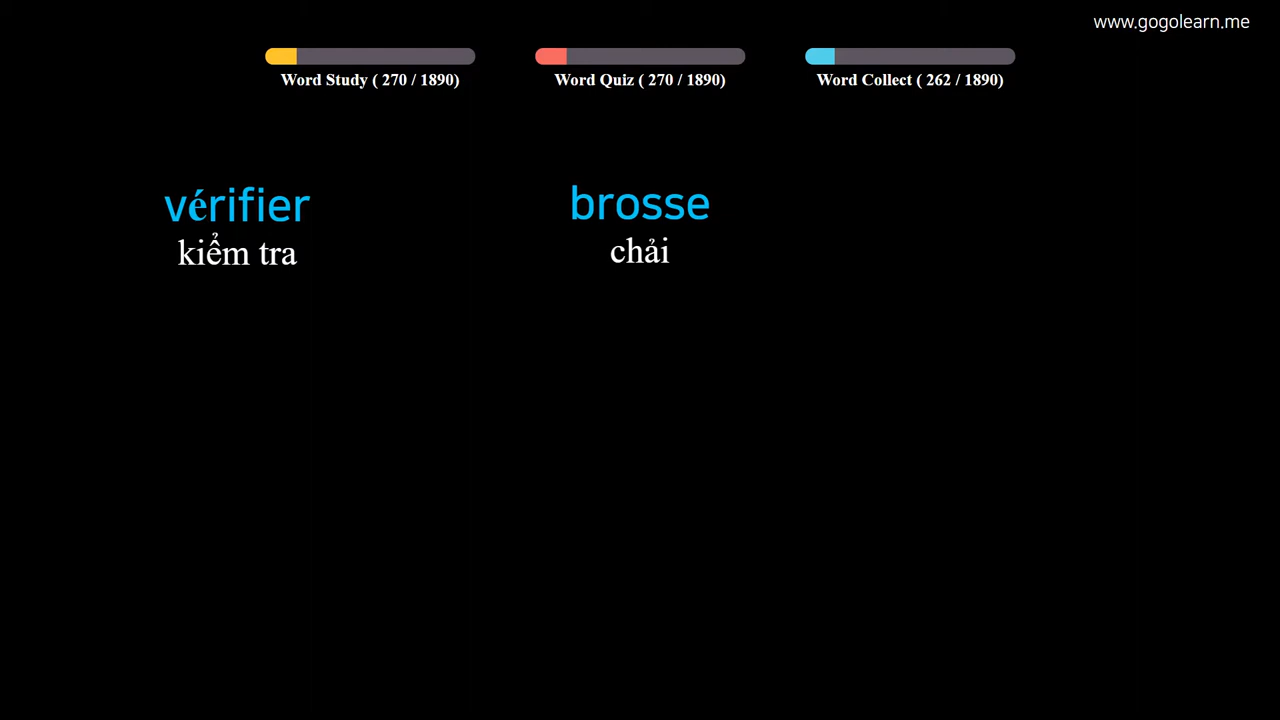 www.gogolearn.me
Word Study ( 270 / 1890)
Word Quiz ( 270 / 1890)
Word Collect ( 262 / 1890)
vérifier
kiểm tra
brosse
chải